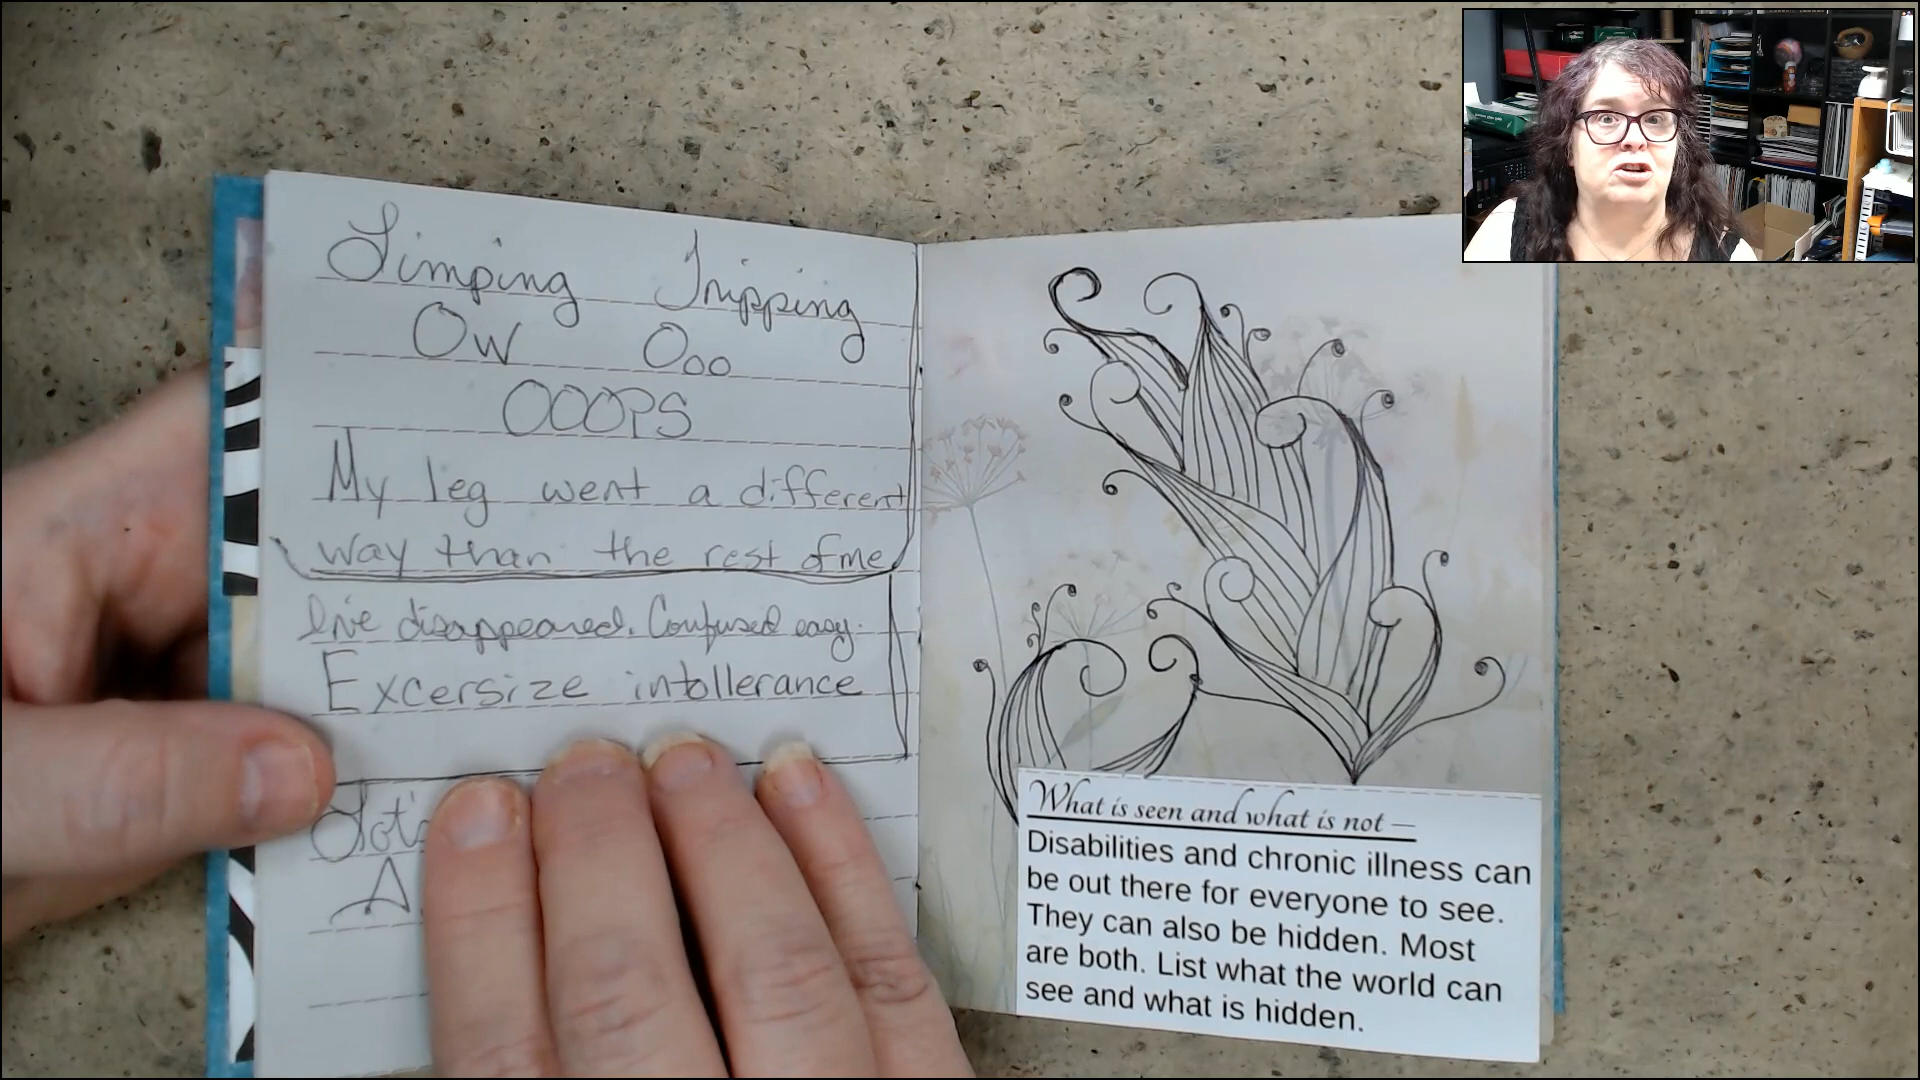 Limping Tripping
Ow Ooo
OOOPS
My leg went a different
way than the rest of me
I've disappeared. Confused easy.
Excersize intollerance
What is seen and what is not —
Disabilities and chronic illness can
be out there for everyone to see.
They can also be hidden. Most
are both. List what the world can
see and what is hidden.